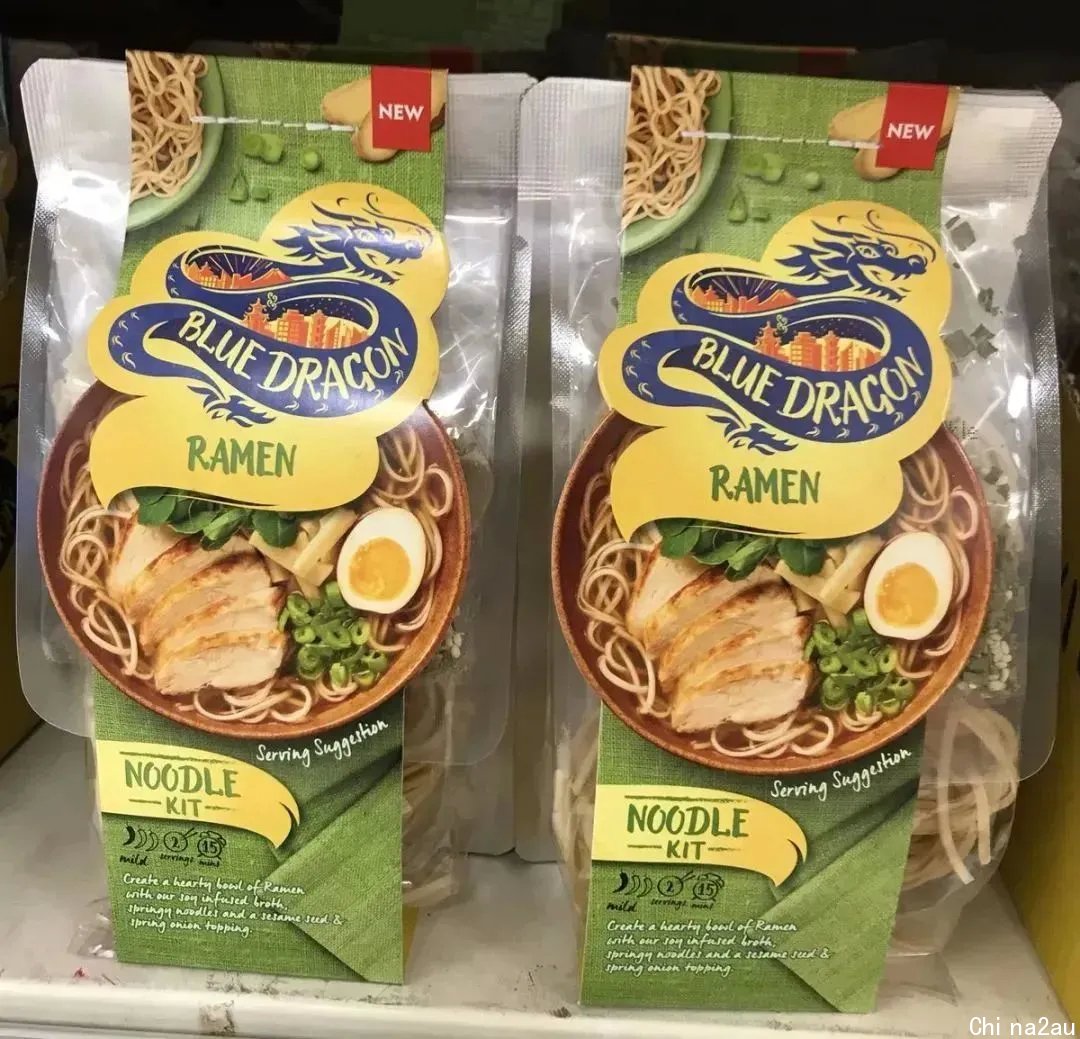 NEW
BLUE DRAGON
RAMEN
Serving Suggestion
NOODLE
KIT
mild
2
servings
15
mins
Create a hearty bowl of Ramen
with our soy infused broth,
springy noodles and a sesame seed &
spring onion topping.
NEW
BLUE DRAGON
RAMEN
Serving Suggestion
NOODLE
KIT
mild
2
servings
15
mins
Create a hearty bowl of Ramen
with our soy infused broth,
springy noodles and a sesame seed &
spring onion topping.
Chi na2au